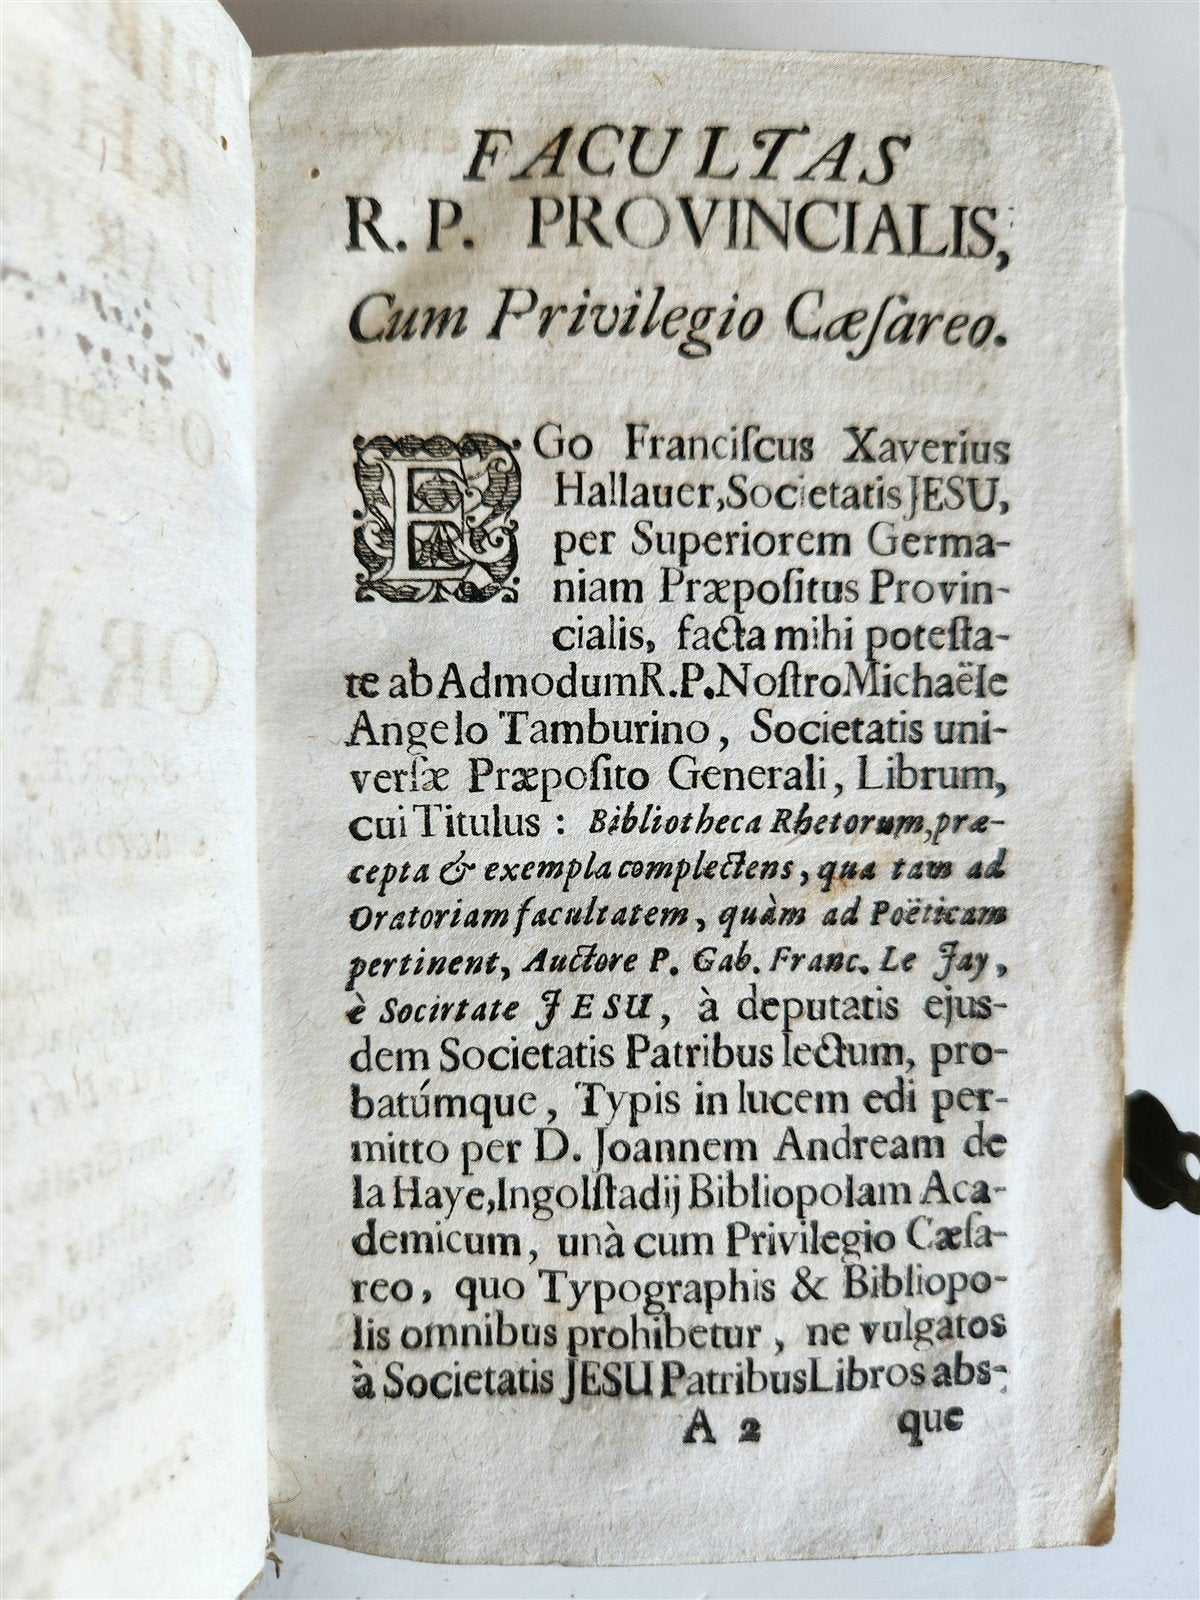 FACULTAS
R. P. PROVINCIALIS,
Cum Privilegio Cæſareo.
EGo Franciſcus Xaverius
Hallauer, Societatis JESU,
per Superiorem Germa-
niam Præpoſitus Provin-
cialis, facta mihi poteſta-
te ab Admodum R. P. Noſtro Michaële
Angelo Tamburino, Societatis uni-
verſæ Præpoſito Generali, Librum,
cui Titulus: Bibliotheca Rhetorum, præ-
cepta & exempla complectens, qua tam ad
Oratoriam facultatem, quàm ad Poëticam
pertinent, Auctore P. Gab. Franc. Le Jay,
è Socirtate JESU, à deputatis ejus-
dem Societatis Patribus lectum, pro-
batúmque, Typis in lucem edi per-
mitto per D. Joannem Andream de
la Haye, Ingolſtadij Bibliopolam Aca-
demicum, unà cum Privilegio Cæſa-
reo, quo Typographis & Bibliopo-
lis omnibus prohibetur, ne vulgatos
à Societatis JESU Patribus Libros abs-
A 2 que